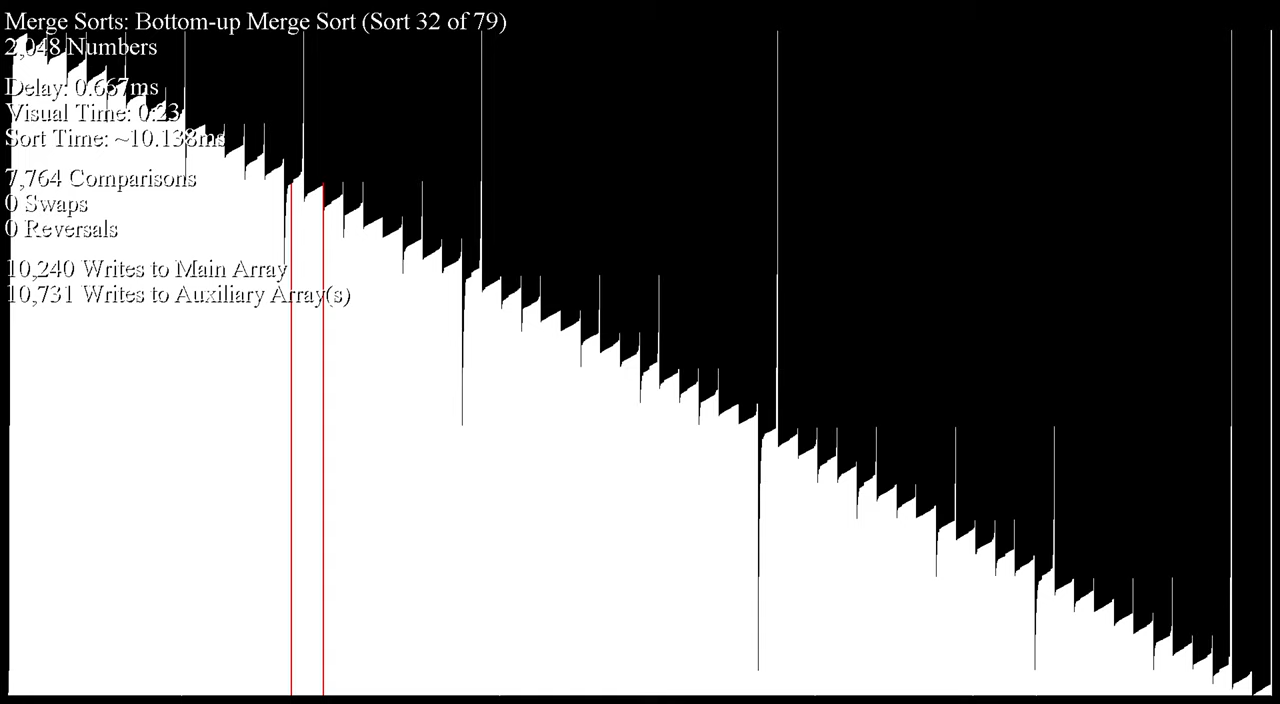 Merge Sorts: Bottom-up Merge Sort (Sort 32 of 79)
2,048 Numbers
Delay: 0.667ms
Visual Time: 0:23
Sort Time: ~10.138ms
7,764 Comparisons
0 Swaps
0 Reversals
10,240 Writes to Main Array
10,731 Writes to Auxiliary Array(s)